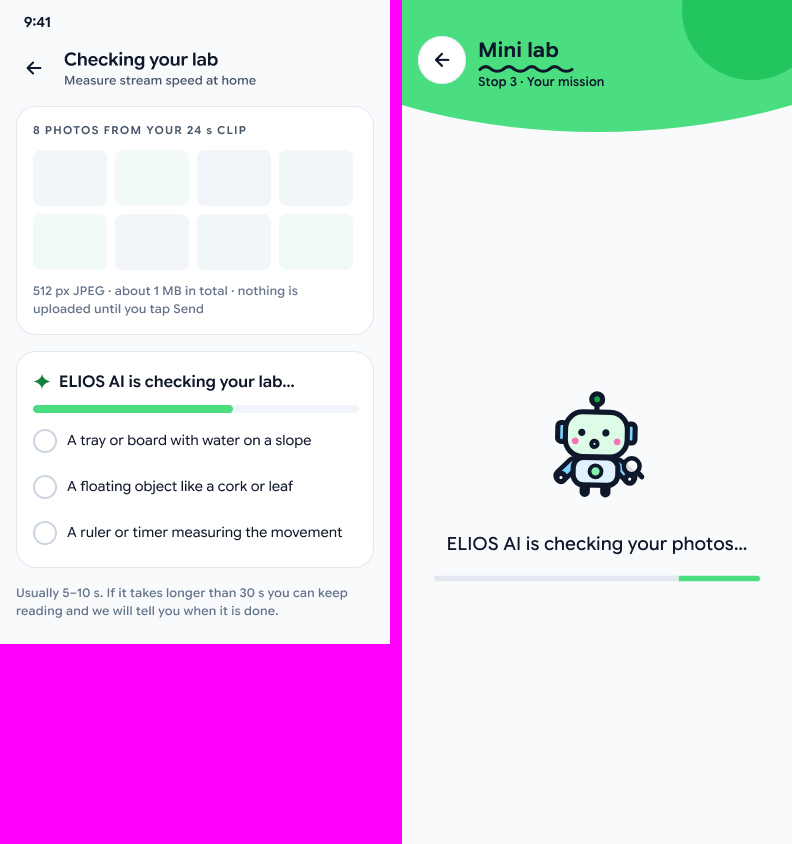 9:41
Checking your lab
Measure stream speed at home
8 PHOTOS FROM YOUR 24 s CLIP
512 px JPEG · about 1 MB in total · nothing is
uploaded until you tap Send
ELIOS AI is checking your lab...
A tray or board with water on a slope
A floating object like a cork or leaf
A ruler or timer measuring the movement
Usually 5–10 s. If it takes longer than 30 s you can keep
reading and we will tell you when it is done.
Mini lab
Stop 3 · Your mission
ELIOS AI is checking your photos...